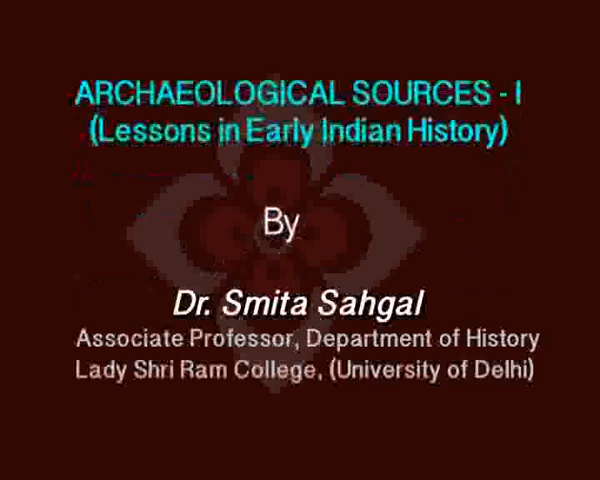 ARCHAEOLOGICAL SOURCES - I
(Lessons in Early Indian History)
By
Dr. Smita Sahgal
Associate Professor, Department of History
Lady Shri Ram College, (University of Delhi)